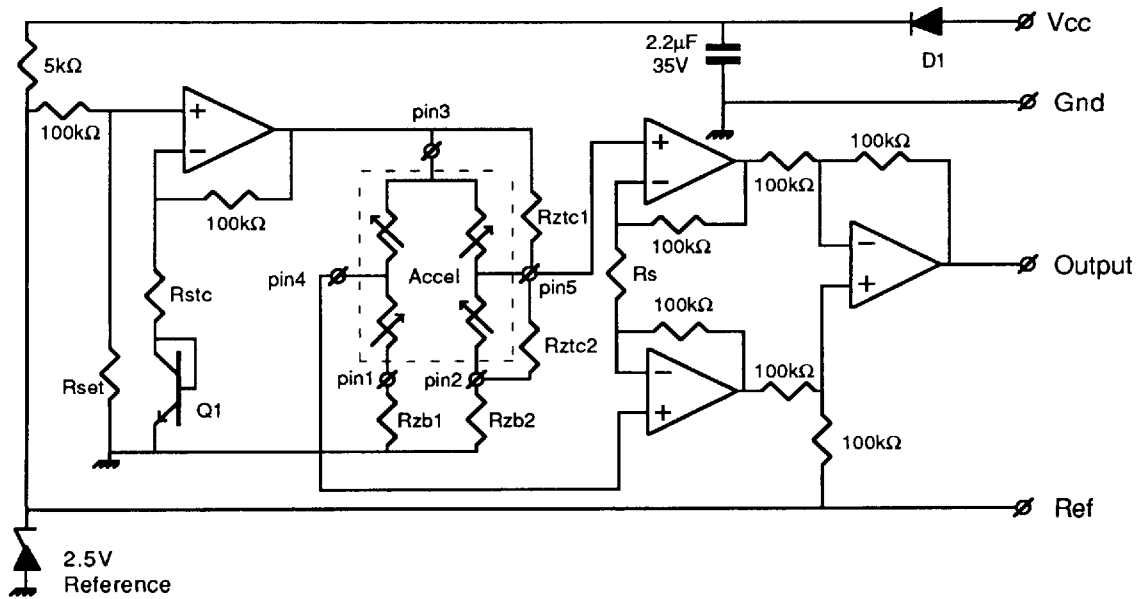 Vcc
5kΩ
2.2µF
35V
D1
Gnd
100kΩ
+
−
pin3
+
−
100kΩ
100kΩ
100kΩ
Rztc1
100kΩ
−
+
Output
pin4
Accel
pin5
Rs
Rstc
100kΩ
Rztc2
Rset
Q1
pin1
pin2
−
+
100kΩ
Rzb1
Rzb2
100kΩ
Ref
2.5V
Reference